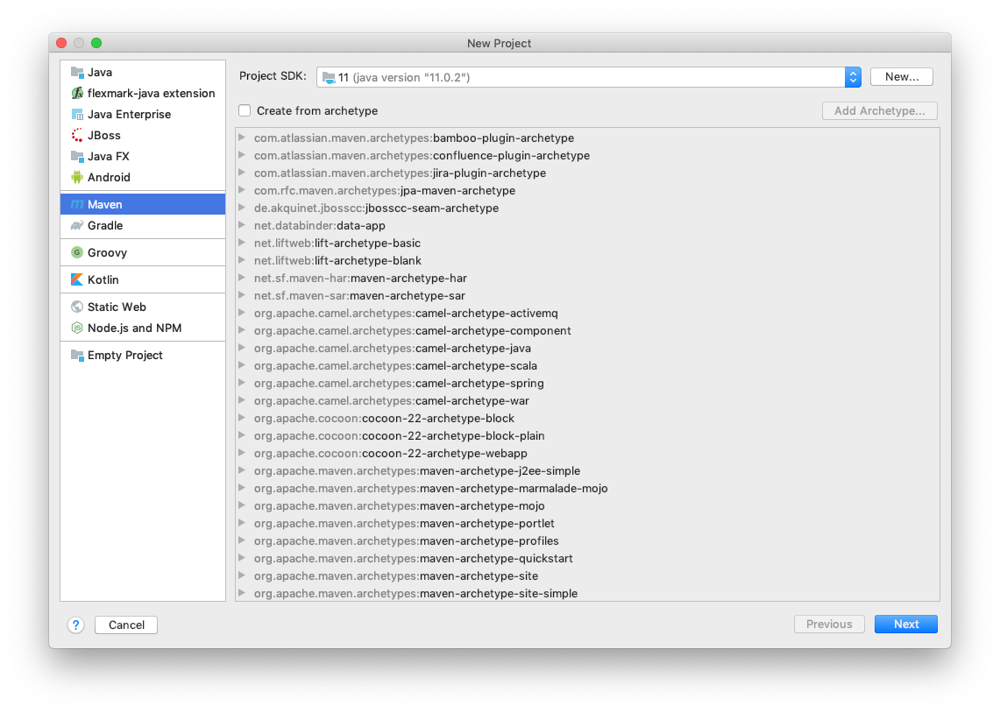 New Project
Java
flexmark-java extension
Java Enterprise
JBoss
Java FX
Android
Maven
Gradle
Groovy
Kotlin
Static Web
Node.js and NPM
Empty Project
Project SDK: 11 (java version "11.0.2") New...
Create from archetype Add Archetype...
com.atlassian.maven.archetypes:bamboo-plugin-archetype
com.atlassian.maven.archetypes:confluence-plugin-archetype
com.atlassian.maven.archetypes:jira-plugin-archetype
com.rfc.maven.archetypes:jpa-maven-archetype
de.akquinet.jbosscc:jbosscc-seam-archetype
net.databinder:data-app
net.liftweb:lift-archetype-basic
net.liftweb:lift-archetype-blank
net.sf.maven-har:maven-archetype-har
net.sf.maven-sar:maven-archetype-sar
org.apache.camel.archetypes:camel-archetype-activemq
org.apache.camel.archetypes:camel-archetype-component
org.apache.camel.archetypes:camel-archetype-java
org.apache.camel.archetypes:camel-archetype-scala
org.apache.camel.archetypes:camel-archetype-spring
org.apache.camel.archetypes:camel-archetype-war
org.apache.cocoon:cocoon-22-archetype-block
org.apache.cocoon:cocoon-22-archetype-block-plain
org.apache.cocoon:cocoon-22-archetype-webapp
org.apache.maven.archetypes:maven-archetype-j2ee-simple
org.apache.maven.archetypes:maven-archetype-marmalade-mojo
org.apache.maven.archetypes:maven-archetype-mojo
org.apache.maven.archetypes:maven-archetype-portlet
org.apache.maven.archetypes:maven-archetype-profiles
org.apache.maven.archetypes:maven-archetype-quickstart
org.apache.maven.archetypes:maven-archetype-site
org.apache.maven.archetypes:maven-archetype-site-simple
? Cancel Previous Next